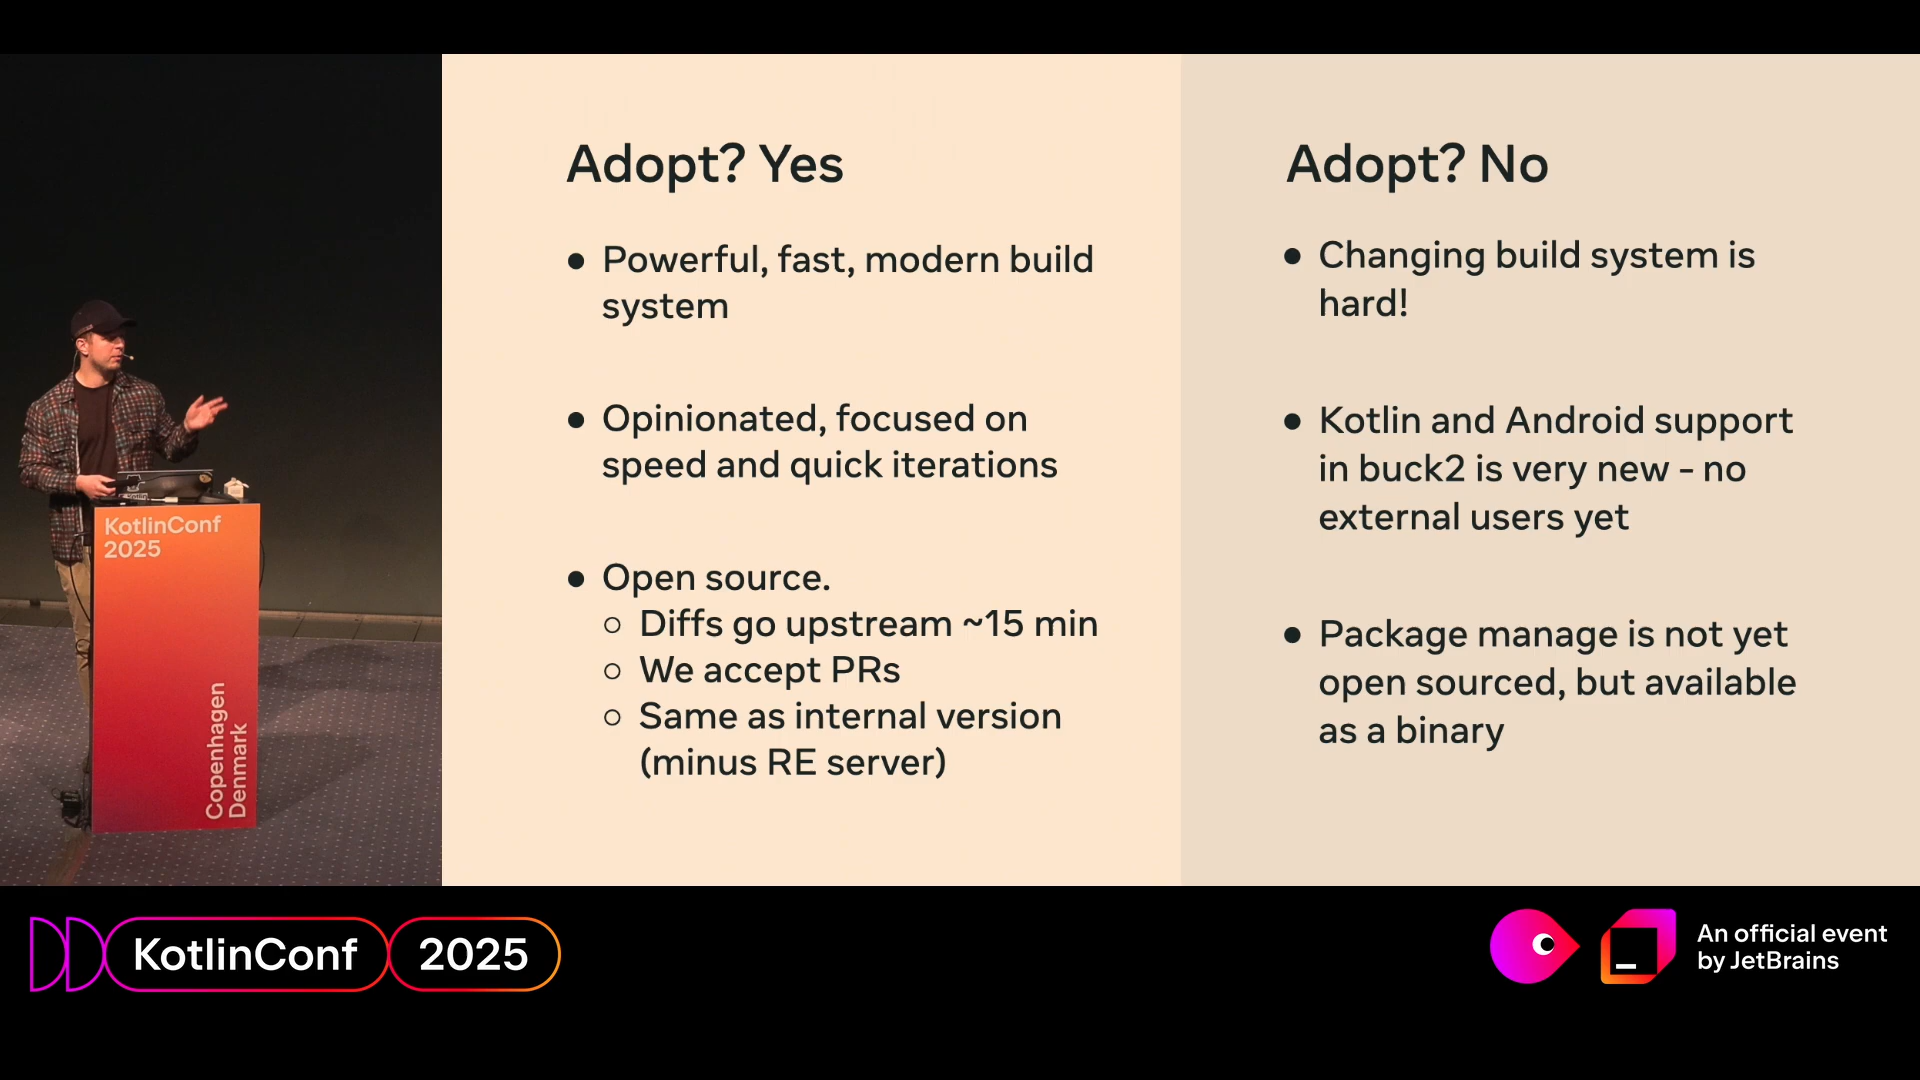 Adopt? Yes
● Powerful, fast, modern build
system
● Opinionated, focused on
speed and quick iterations
● Open source.
○ Diffs go upstream ~15 min
○ We accept PRs
○ Same as internal version
(minus RE server)
Adopt? No
● Changing build system is
hard!
● Kotlin and Android support
in buck2 is very new - no
external users yet
● Package manage is not yet
open sourced, but available
as a binary
KotlinConf
2025
Copenhagen
Denmark
KotlinConf 2025
An official event
by JetBrains